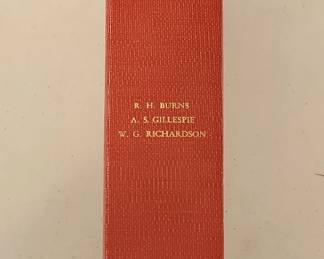 R. H. BURNS
A. S. GILLESPIE
W. G. RICHARDSON